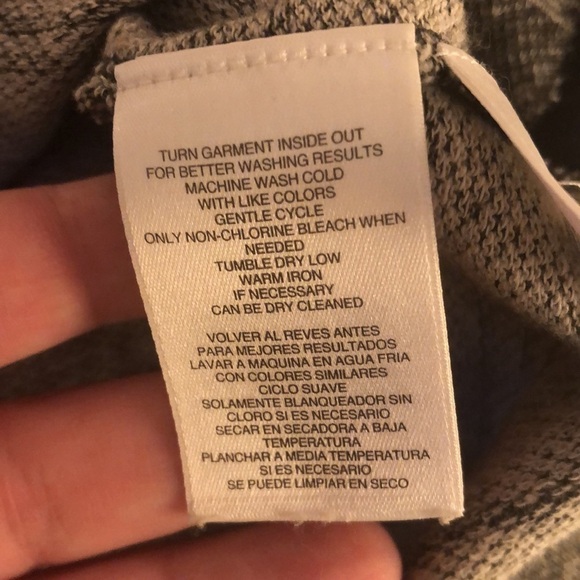 TURN GARMENT INSIDE OUT
FOR BETTER WASHING RESULTS
MACHINE WASH COLD
WITH LIKE COLORS
GENTLE CYCLE
ONLY NON-CHLORINE BLEACH WHEN
NEEDED
TUMBLE DRY LOW
WARM IRON
IF NECESSARY
CAN BE DRY CLEANED
VOLVER AL REVES ANTES
PARA MEJORES RESULTADOS
LAVAR A MAQUINA EN AGUA FRIA
CON COLORES SIMILARES
CICLO SUAVE
SOLAMENTE BLANQUEADOR SIN
CLORO SI ES NECESARIO
SECAR EN SECADORA A BAJA
TEMPERATURA
PLANCHAR A MEDIA TEMPERATURA
SI ES NECESARIO
SE PUEDE LIMPIAR EN SECO